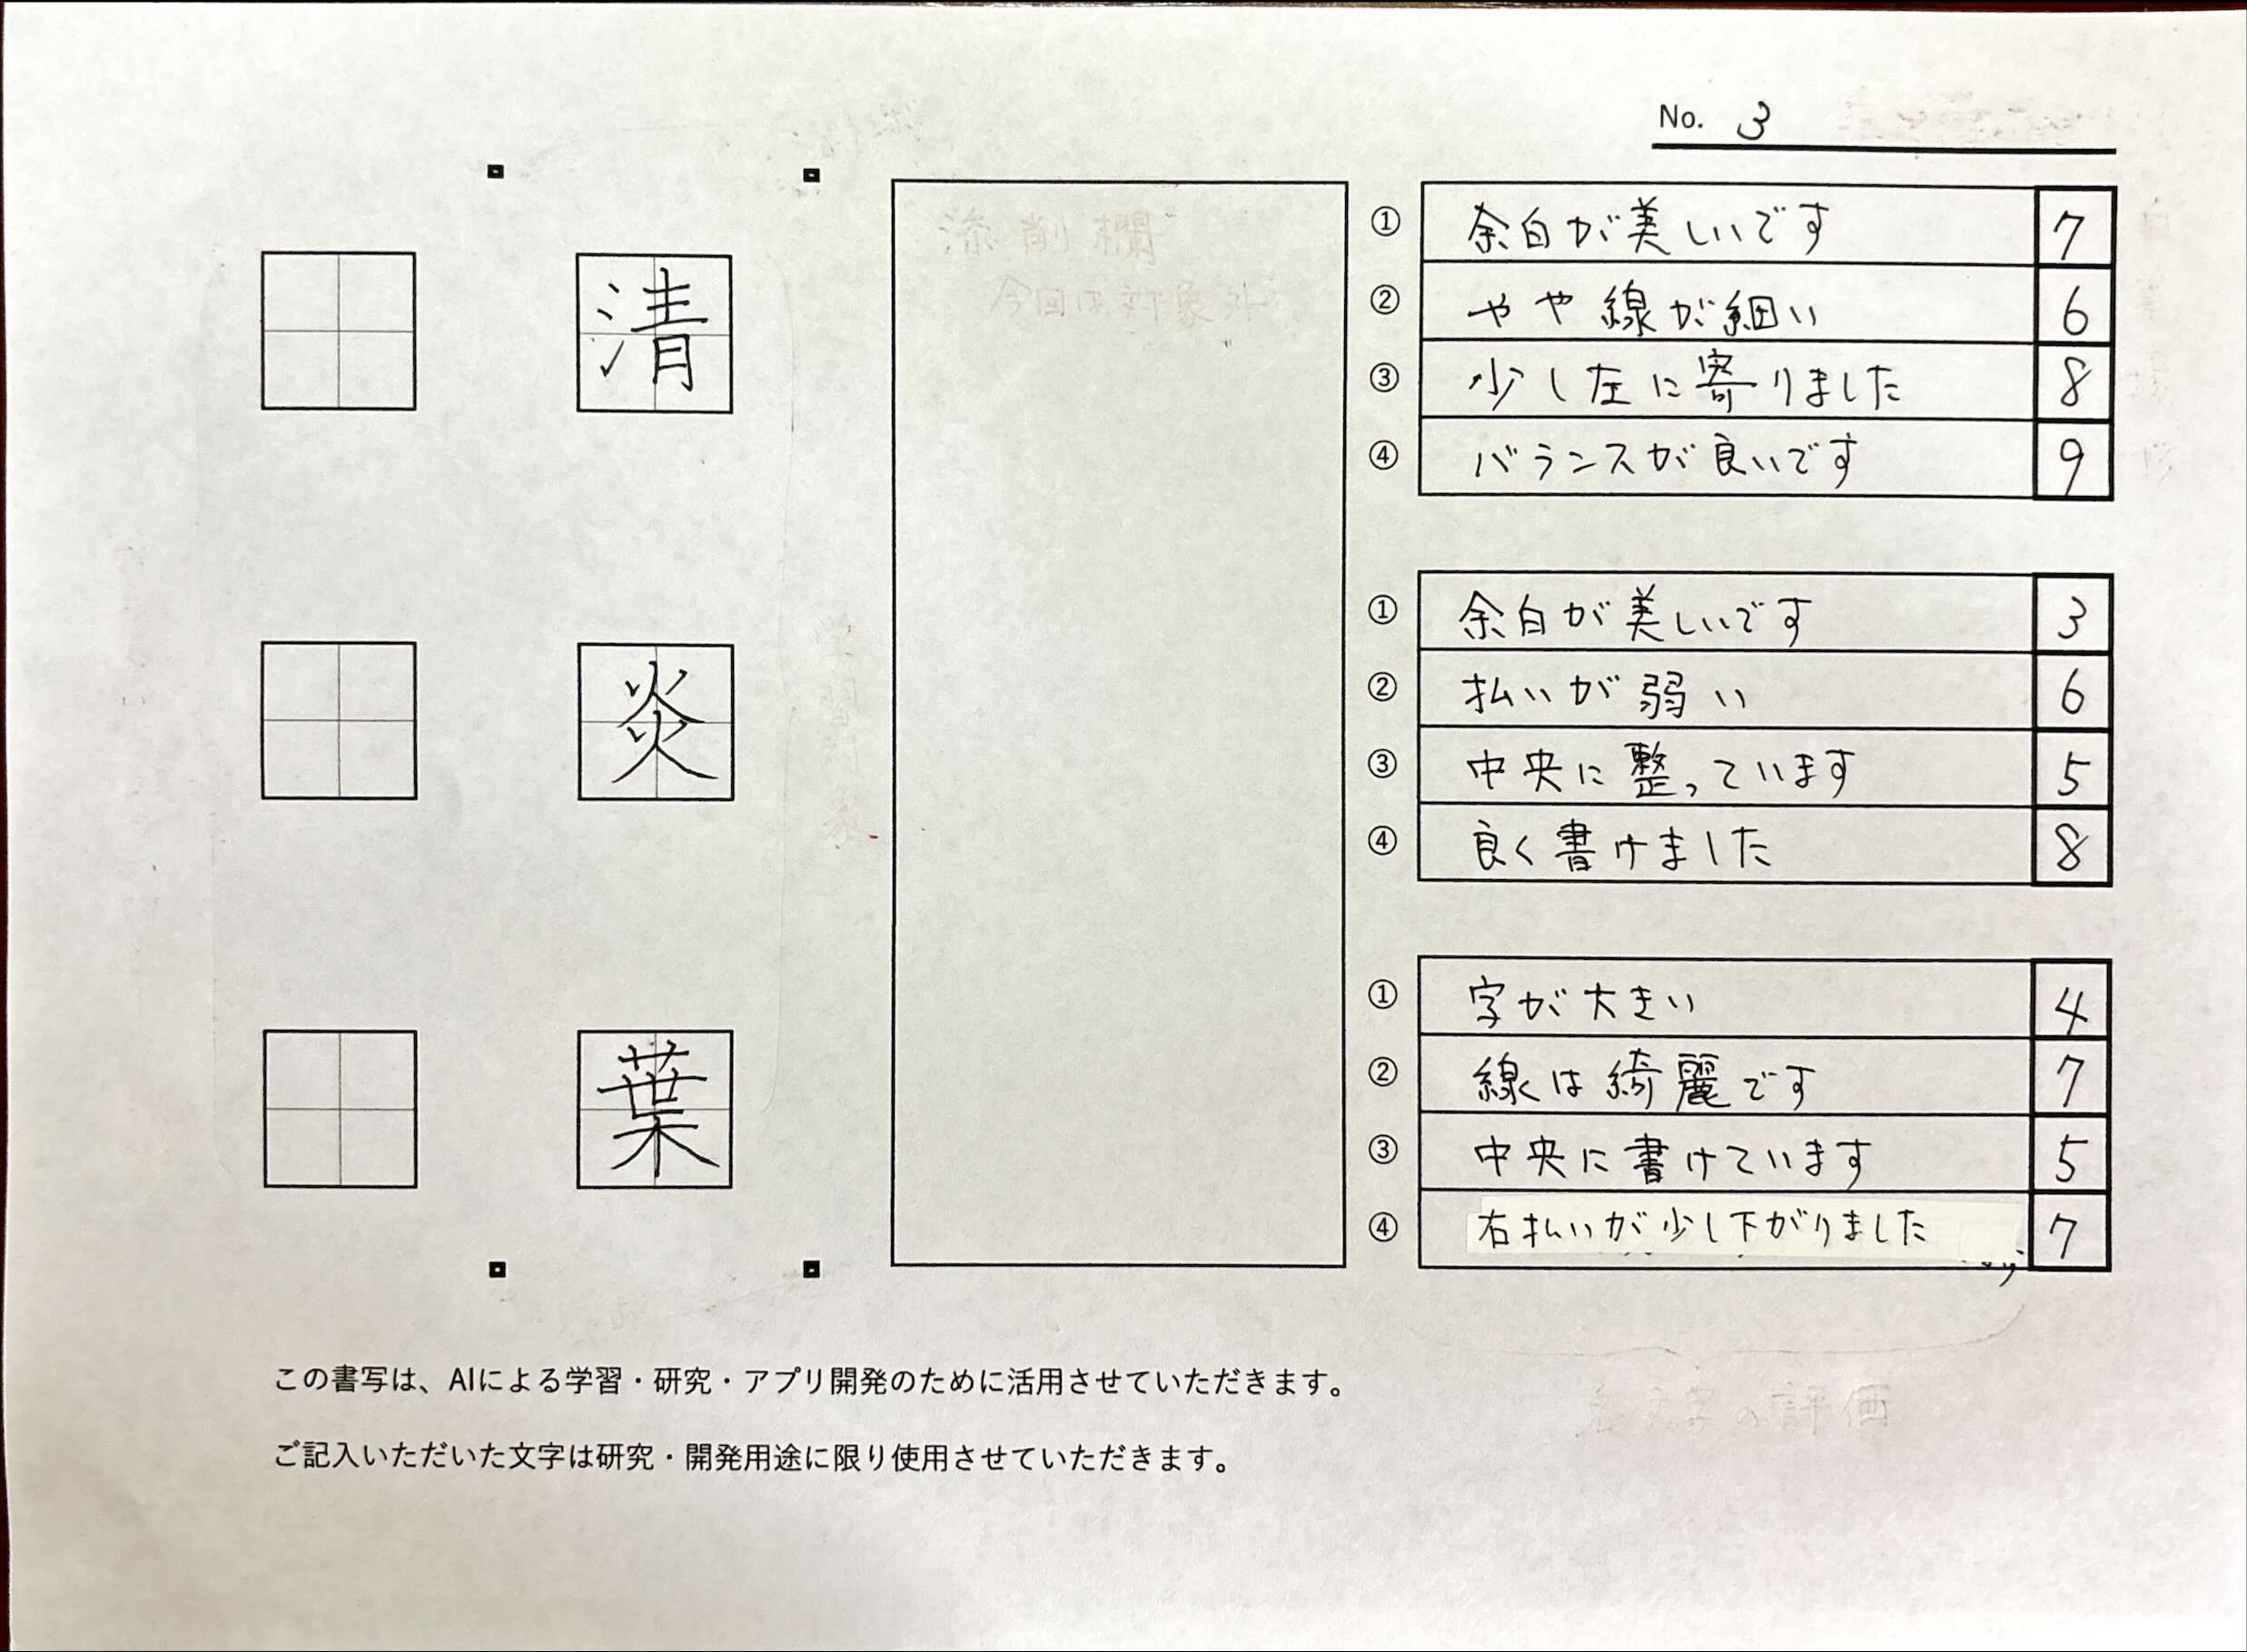 No. 3
清
炎
葉
添削欄
今回は対象外
① 余白が美しいです 7
② やや線が細い 6
③ 少し左に寄りました 8
④ バランスが良いです 9
① 余白が美しいです 3
② 払いが弱い 6
③ 中央に整っています 5
④ 良く書けました 8
① 字が大きい 4
② 線は綺麗です 7
③ 中央に書けています 5
④ 右払いが少し下がりました 7
この書写は、AIによる学習・研究・アプリ開発のために活用させていただきます。
ご記入いただいた文字は研究・開発用途に限り使用させていただきます。
文字の評価